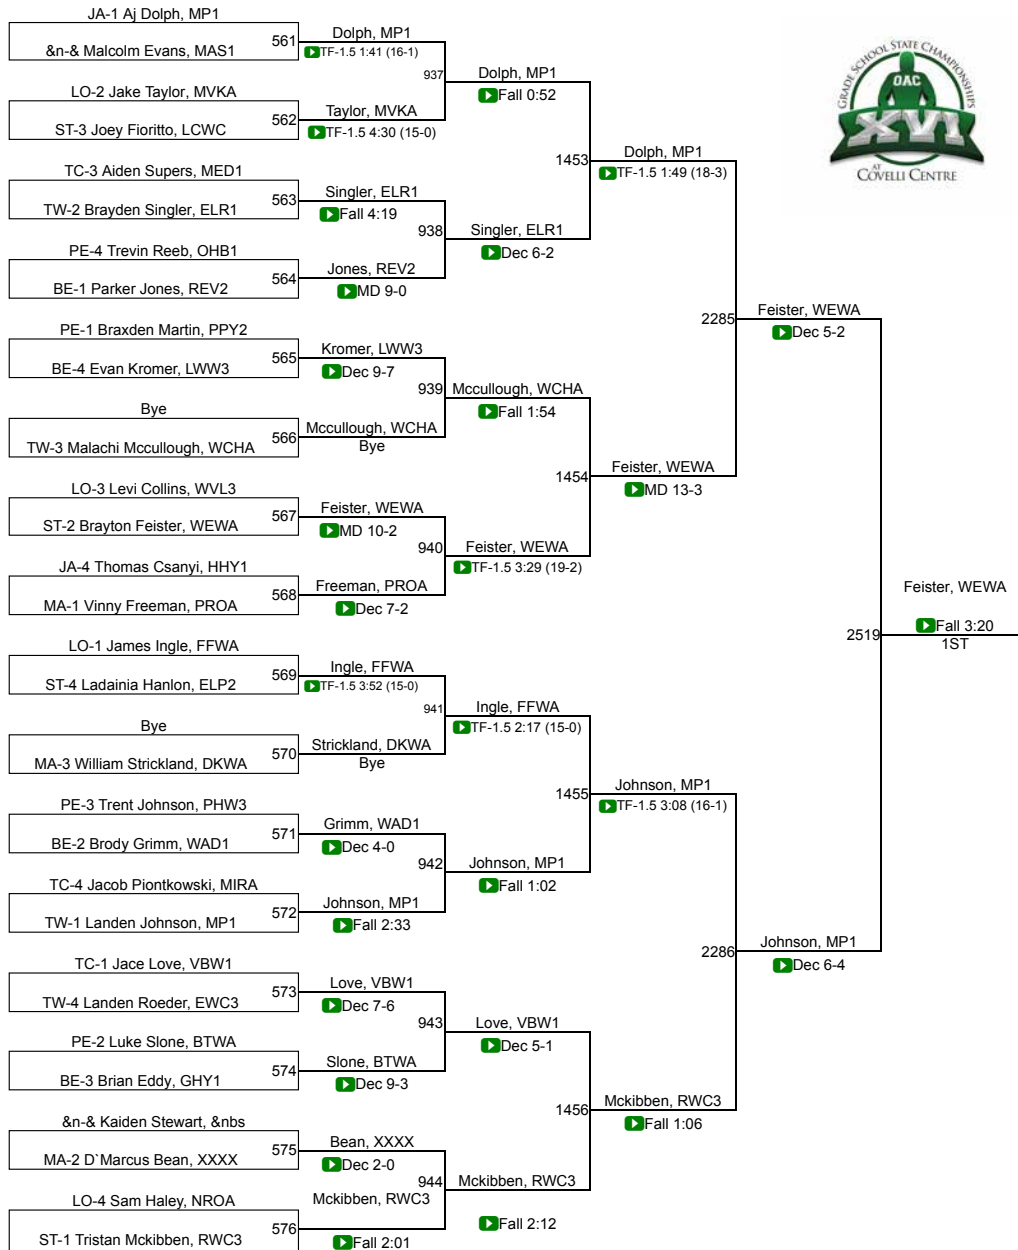 JA-1 Aj Dolph, MP1
561
&n-& Malcolm Evans, MAS1
Dolph, MP1
TF-1.5 1:41 (16-1)
937
LO-2 Jake Taylor, MVKA
562
ST-3 Joey Fioritto, LCWC
Taylor, MVKA
TF-1.5 4:30 (15-0)
Dolph, MP1
Fall 0:52
1453
TC-3 Aiden Supers, MED1
563
TW-2 Brayden Singler, ELR1
Singler, ELR1
Fall 4:19
938
PE-4 Trevin Reeb, OHB1
564
BE-1 Parker Jones, REV2
Jones, REV2
MD 9-0
Singler, ELR1
Dec 6-2
Dolph, MP1
TF-1.5 1:49 (18-3)
2285
PE-1 Braxden Martin, PPY2
565
BE-4 Evan Kromer, LWW3
Kromer, LWW3
Dec 9-7
939
Bye
566
TW-3 Malachi Mccullough, WCHA
Mccullough, WCHA
Bye
Mccullough, WCHA
Fall 1:54
1454
LO-3 Levi Collins, WVL3
567
ST-2 Brayton Feister, WEWA
Feister, WEWA
MD 10-2
940
JA-4 Thomas Csanyi, HHY1
568
MA-1 Vinny Freeman, PROA
Freeman, PROA
Dec 7-2
Feister, WEWA
TF-1.5 3:29 (19-2)
Feister, WEWA
MD 13-3
Feister, WEWA
Dec 5-2
2519
LO-1 James Ingle, FFWA
569
ST-4 Ladainia Hanlon, ELP2
Ingle, FFWA
TF-1.5 3:52 (15-0)
941
Bye
570
MA-3 William Strickland, DKWA
Strickland, DKWA
Bye
Ingle, FFWA
TF-1.5 2:17 (15-0)
1455
PE-3 Trent Johnson, PHW3
571
BE-2 Brody Grimm, WAD1
Grimm, WAD1
Dec 4-0
942
TC-4 Jacob Piontkowski, MIRA
572
TW-1 Landen Johnson, MP1
Johnson, MP1
Fall 2:33
Johnson, MP1
Fall 1:02
Johnson, MP1
TF-1.5 3:08 (16-1)
2286
TC-1 Jace Love, VBW1
573
TW-4 Landen Roeder, EWC3
Love, VBW1
Dec 7-6
943
PE-2 Luke Slone, BTWA
574
BE-3 Brian Eddy, GHY1
Slone, BTWA
Dec 9-3
Love, VBW1
Dec 5-1
1456
&n-& Kaiden Stewart, &nbs
575
MA-2 D`Marcus Bean, XXXX
Bean, XXXX
Dec 2-0
944
LO-4 Sam Haley, NROA
576
ST-1 Tristan Mckibben, RWC3
Mckibben, RWC3
Fall 2:01
Mckibben, RWC3
Fall 2:12
Mckibben, RWC3
Fall 1:06
Johnson, MP1
Dec 6-4
Feister, WEWA
Fall 3:20
1ST
GRADE SCHOOL STATE CHAMPIONSHIPS
OAC
XVI
AT
COVELLI CENTRE